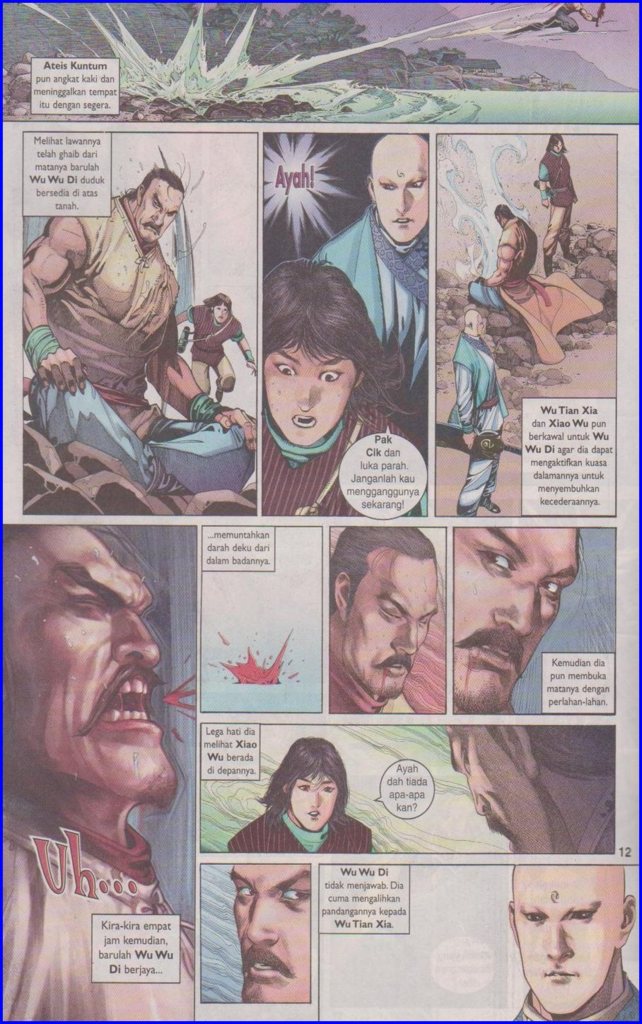 Ateis Kuntum
pun angkat kaki dan
meninggalkan tempat
itu dengan segera.
Melihat lawannya
telah ghaib dari
matanya barulah
Wu Wu Di duduk
bersedia di atas
tanah.
Ayah!
Pak
Cik dan
luka parah.
Janganlah kau
mengganggunya
sekarang!
Wu Tian Xia
dan Xiao Wu pun
berkawal untuk Wu
Wu Di agar dia dapat
mengaktifkan kuasa
dalamannya untuk
menyembuhkan
kecederaannya.
Uh...
Kira-kira empat
jam kemudian,
barulah Wu Wu
Di berjaya...
...memuntahkan
darah deku dari
dalam badannya.
Kemudian dia
pun membuka
matanya dengan
perlahan-lahan.
Lega hati dia
melihat Xiao
Wu berada
di depannya.
Ayah
dah tiada
apa-apa
kan?
Wu Wu Di
tidak menjawab. Dia
cuma mengalihkan
pandangannya kepada
Wu Tian Xia.
12